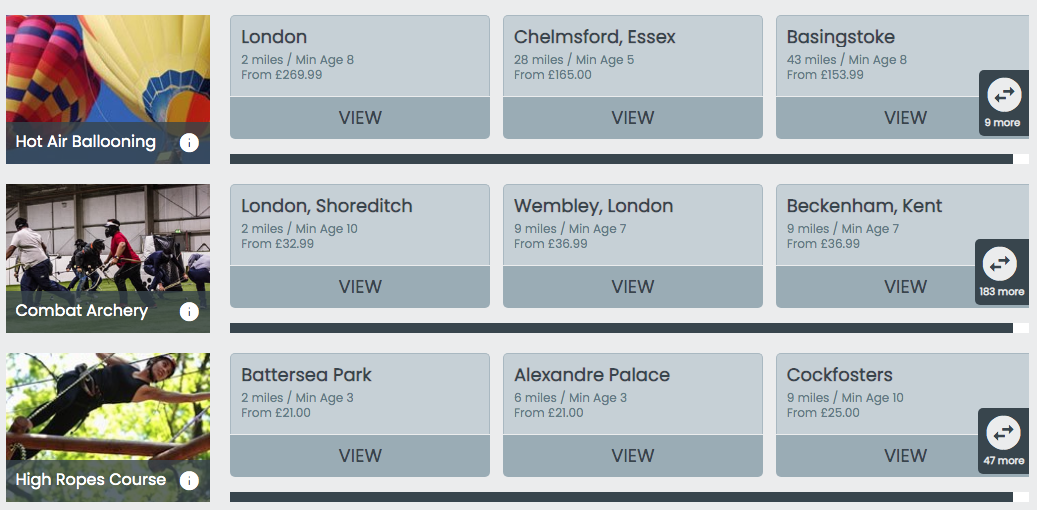 Hot Air Ballooning
London
2 miles / Min Age 8
From £269.99
VIEW
Chelmsford, Essex
28 miles / Min Age 5
From £165.00
VIEW
Basingstoke
43 miles / Min Age 8
From £153.99
VIEW
9 more
Combat Archery
London, Shoreditch
2 miles / Min Age 10
From £32.99
VIEW
Wembley, London
9 miles / Min Age 7
From £36.99
VIEW
Beckenham, Kent
9 miles / Min Age 7
From £36.99
VIEW
183 more
High Ropes Course
Battersea Park
2 miles / Min Age 3
From £21.00
VIEW
Alexandre Palace
6 miles / Min Age 3
From £21.00
VIEW
Cockfosters
9 miles / Min Age 10
From £25.00
VIEW
47 more